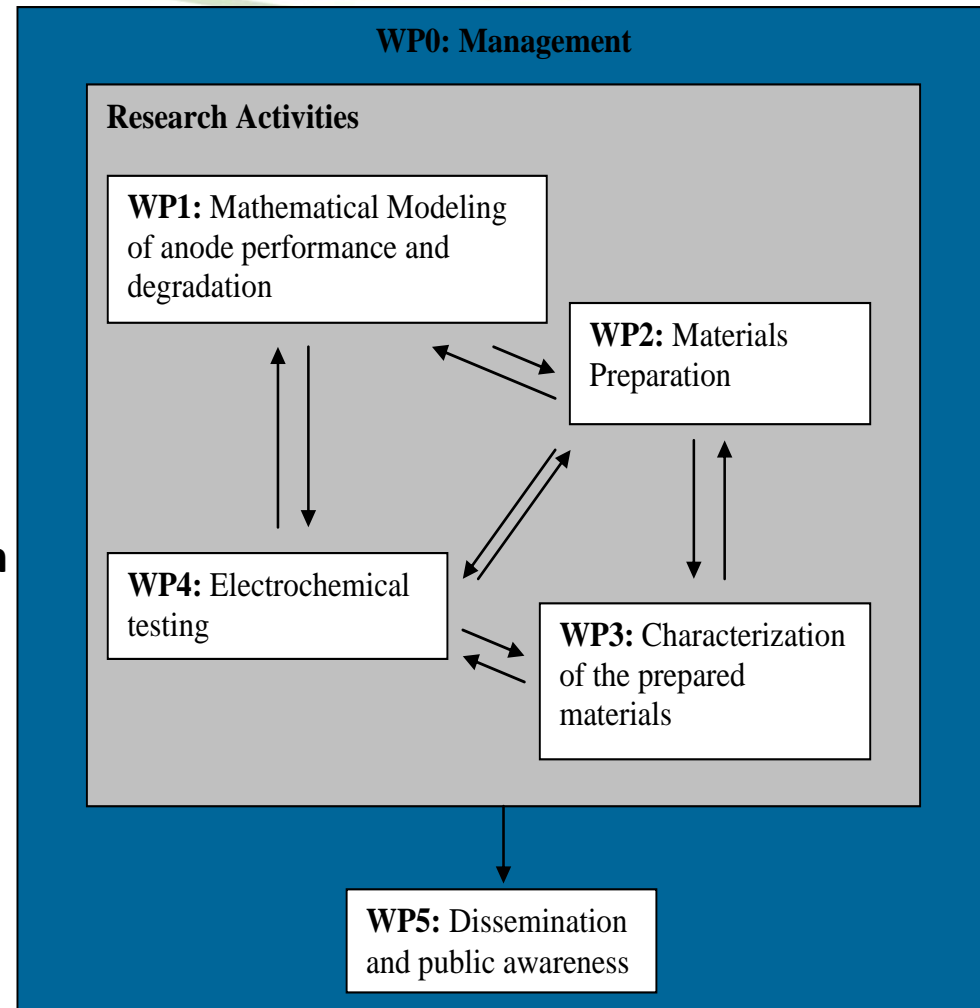 WP0: Management
Research Activities
WP1: Mathematical Modeling
of anode performance and
degradation
WP2: Materials
Preparation
WP4: Electrochemical
testing
WP3: Characterization
of the prepared
materials
WP5: Dissemination
and public awareness